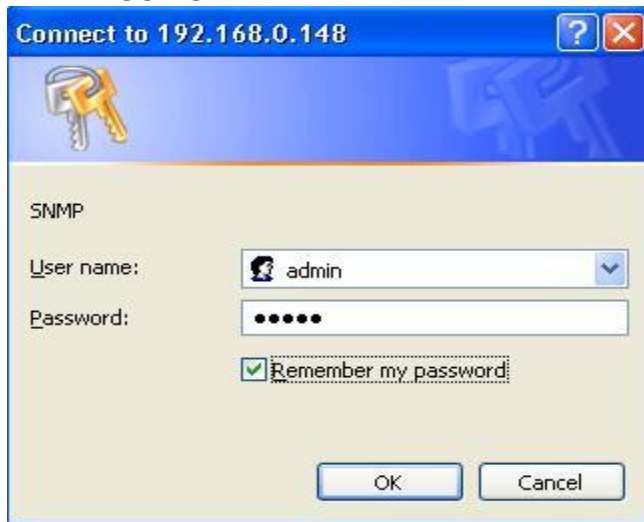 Connect to 192.168.0.148
SNMP
User name:
admin
Password:
•••••
Remember my password
OK
Cancel